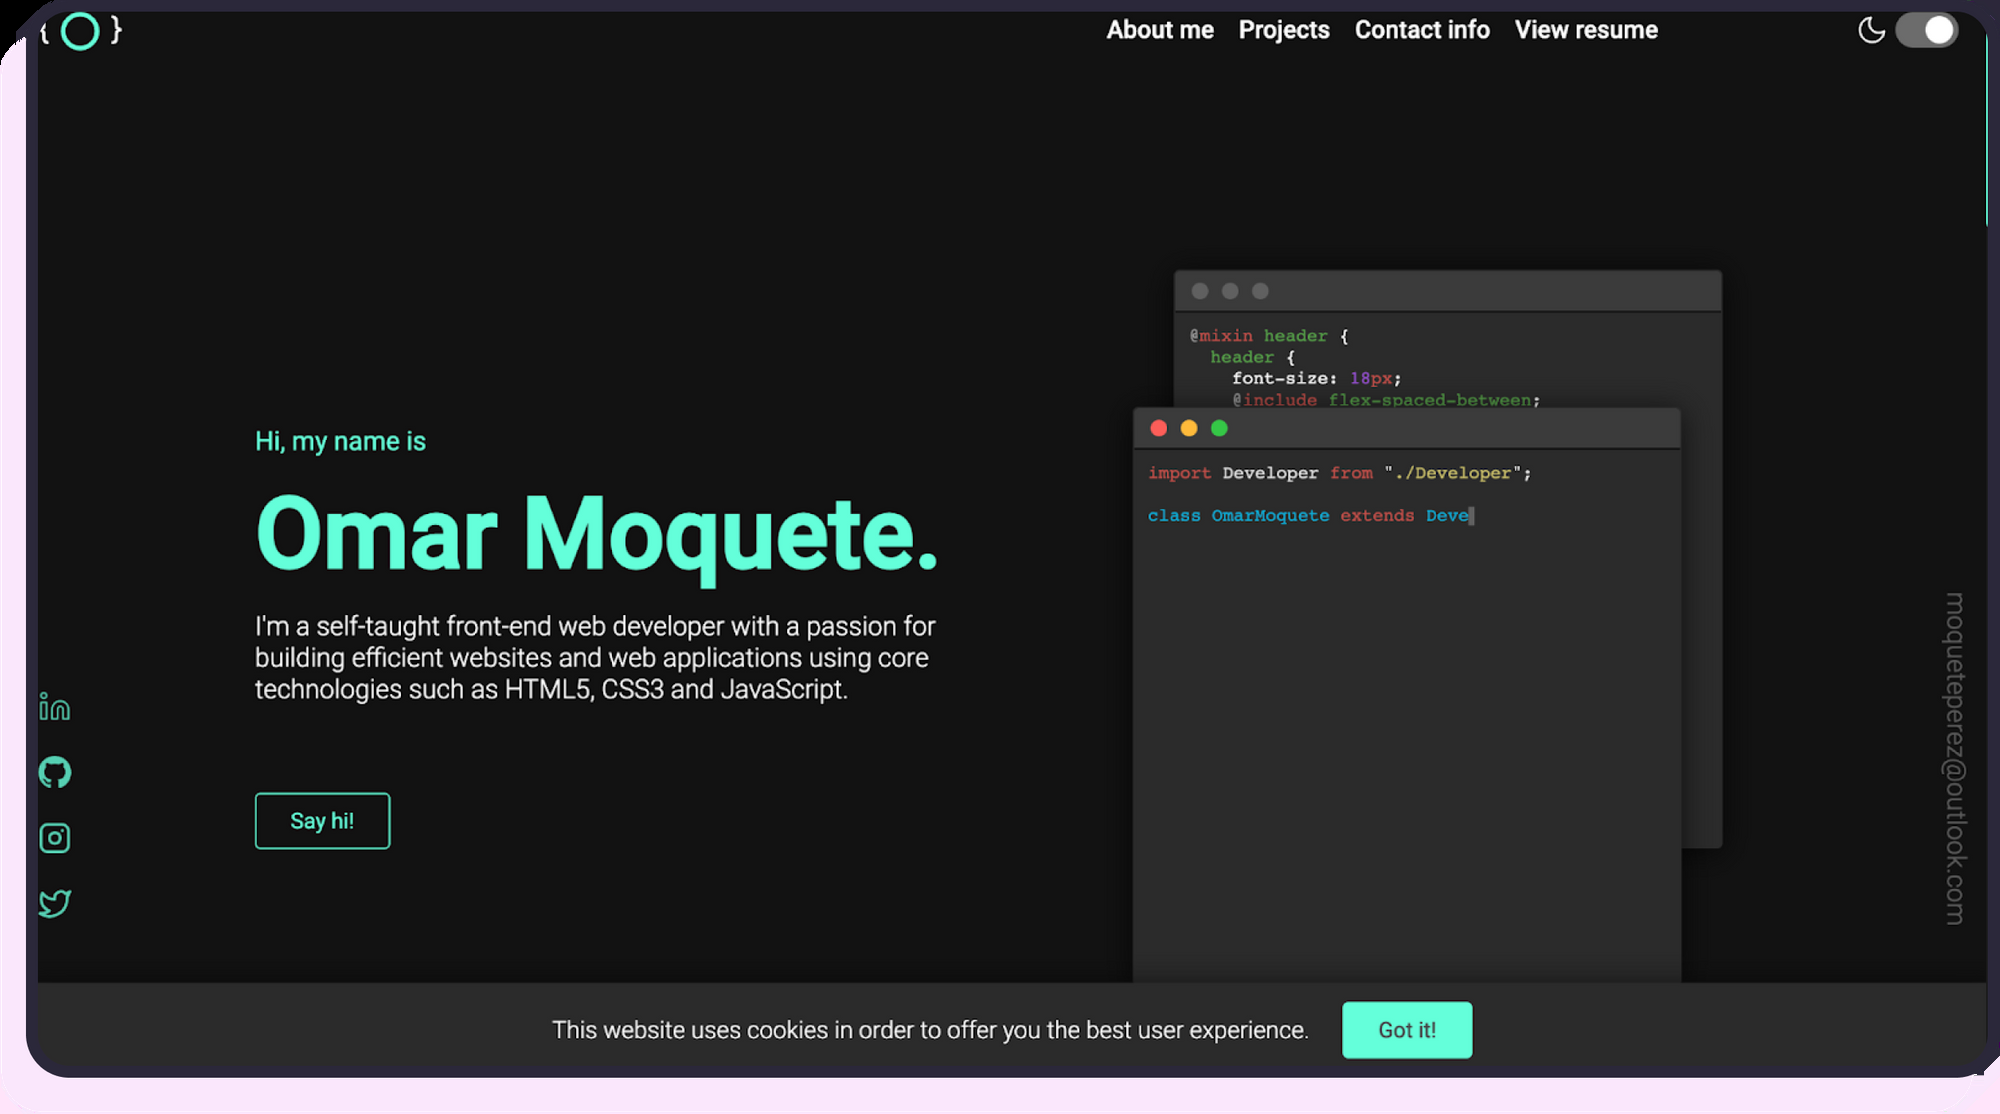 { O }
About me Projects Contact info View resume
@mixin header {
header {
font-size: 18px;
@include flex-spaced-between;
import Developer from "./Developer";
class OmarMoquete extends Deve
Hi, my name is
Omar Moquete.
I'm a self-taught front-end web developer with a passion for
building efficient websites and web applications using core
technologies such as HTML5, CSS3 and JavaScript.
in
Say hi!
moqueteperez@outlook.com
This website uses cookies in order to offer you the best user experience. Got it!